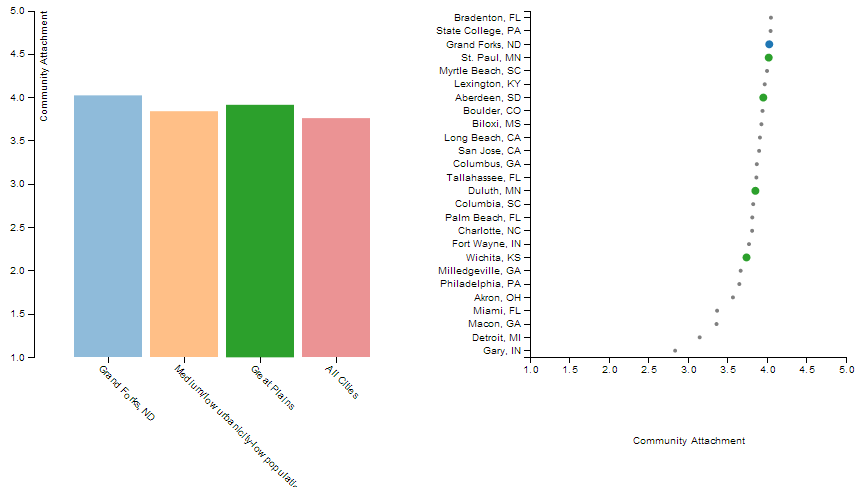 5.0
4.5
4.0
3.5
3.0
2.5
2.0
1.5
1.0
Community Attachment
Grand Forks, ND
Medium/low urbanicity-low populatio
Great Plains
All Cities
Bradenton, FL
State College, PA
Grand Forks, ND
St. Paul, MN
Myrtle Beach, SC
Lexington, KY
Aberdeen, SD
Boulder, CO
Biloxi, MS
Long Beach, CA
San Jose, CA
Columbus, GA
Tallahassee, FL
Duluth, MN
Columbia, SC
Palm Beach, FL
Charlotte, NC
Fort Wayne, IN
Wichita, KS
Milledgeville, GA
Philadelphia, PA
Akron, OH
Miami, FL
Macon, GA
Detroit, MI
Gary, IN
1.0 1.5 2.0 2.5 3.0 3.5 4.0 4.5 5.0
Community Attachment